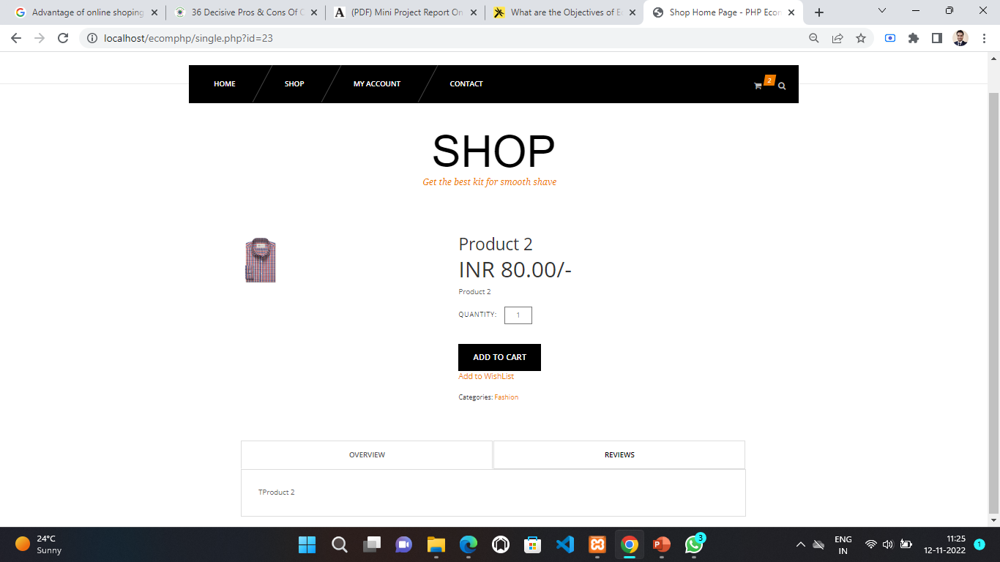 Advantage of online shoping
36 Decisive Pros & Cons Of
(PDF) Mini Project Report On
What are the Objectives of E
Shop Home Page - PHP Ecor
localhost/ecomphp/single.php?id=23
HOME
SHOP
MY ACCOUNT
CONTACT
2
SHOP
Get the best kit for smooth shave
Product 2
INR 80.00/-
Product 2
QUANTITY:
1
ADD TO CART
Add to WishList
Categories: Fashion
OVERVIEW
REVIEWS
TProduct 2
24°C
Sunny
3
ENG
IN
11:25
12-11-2022
1